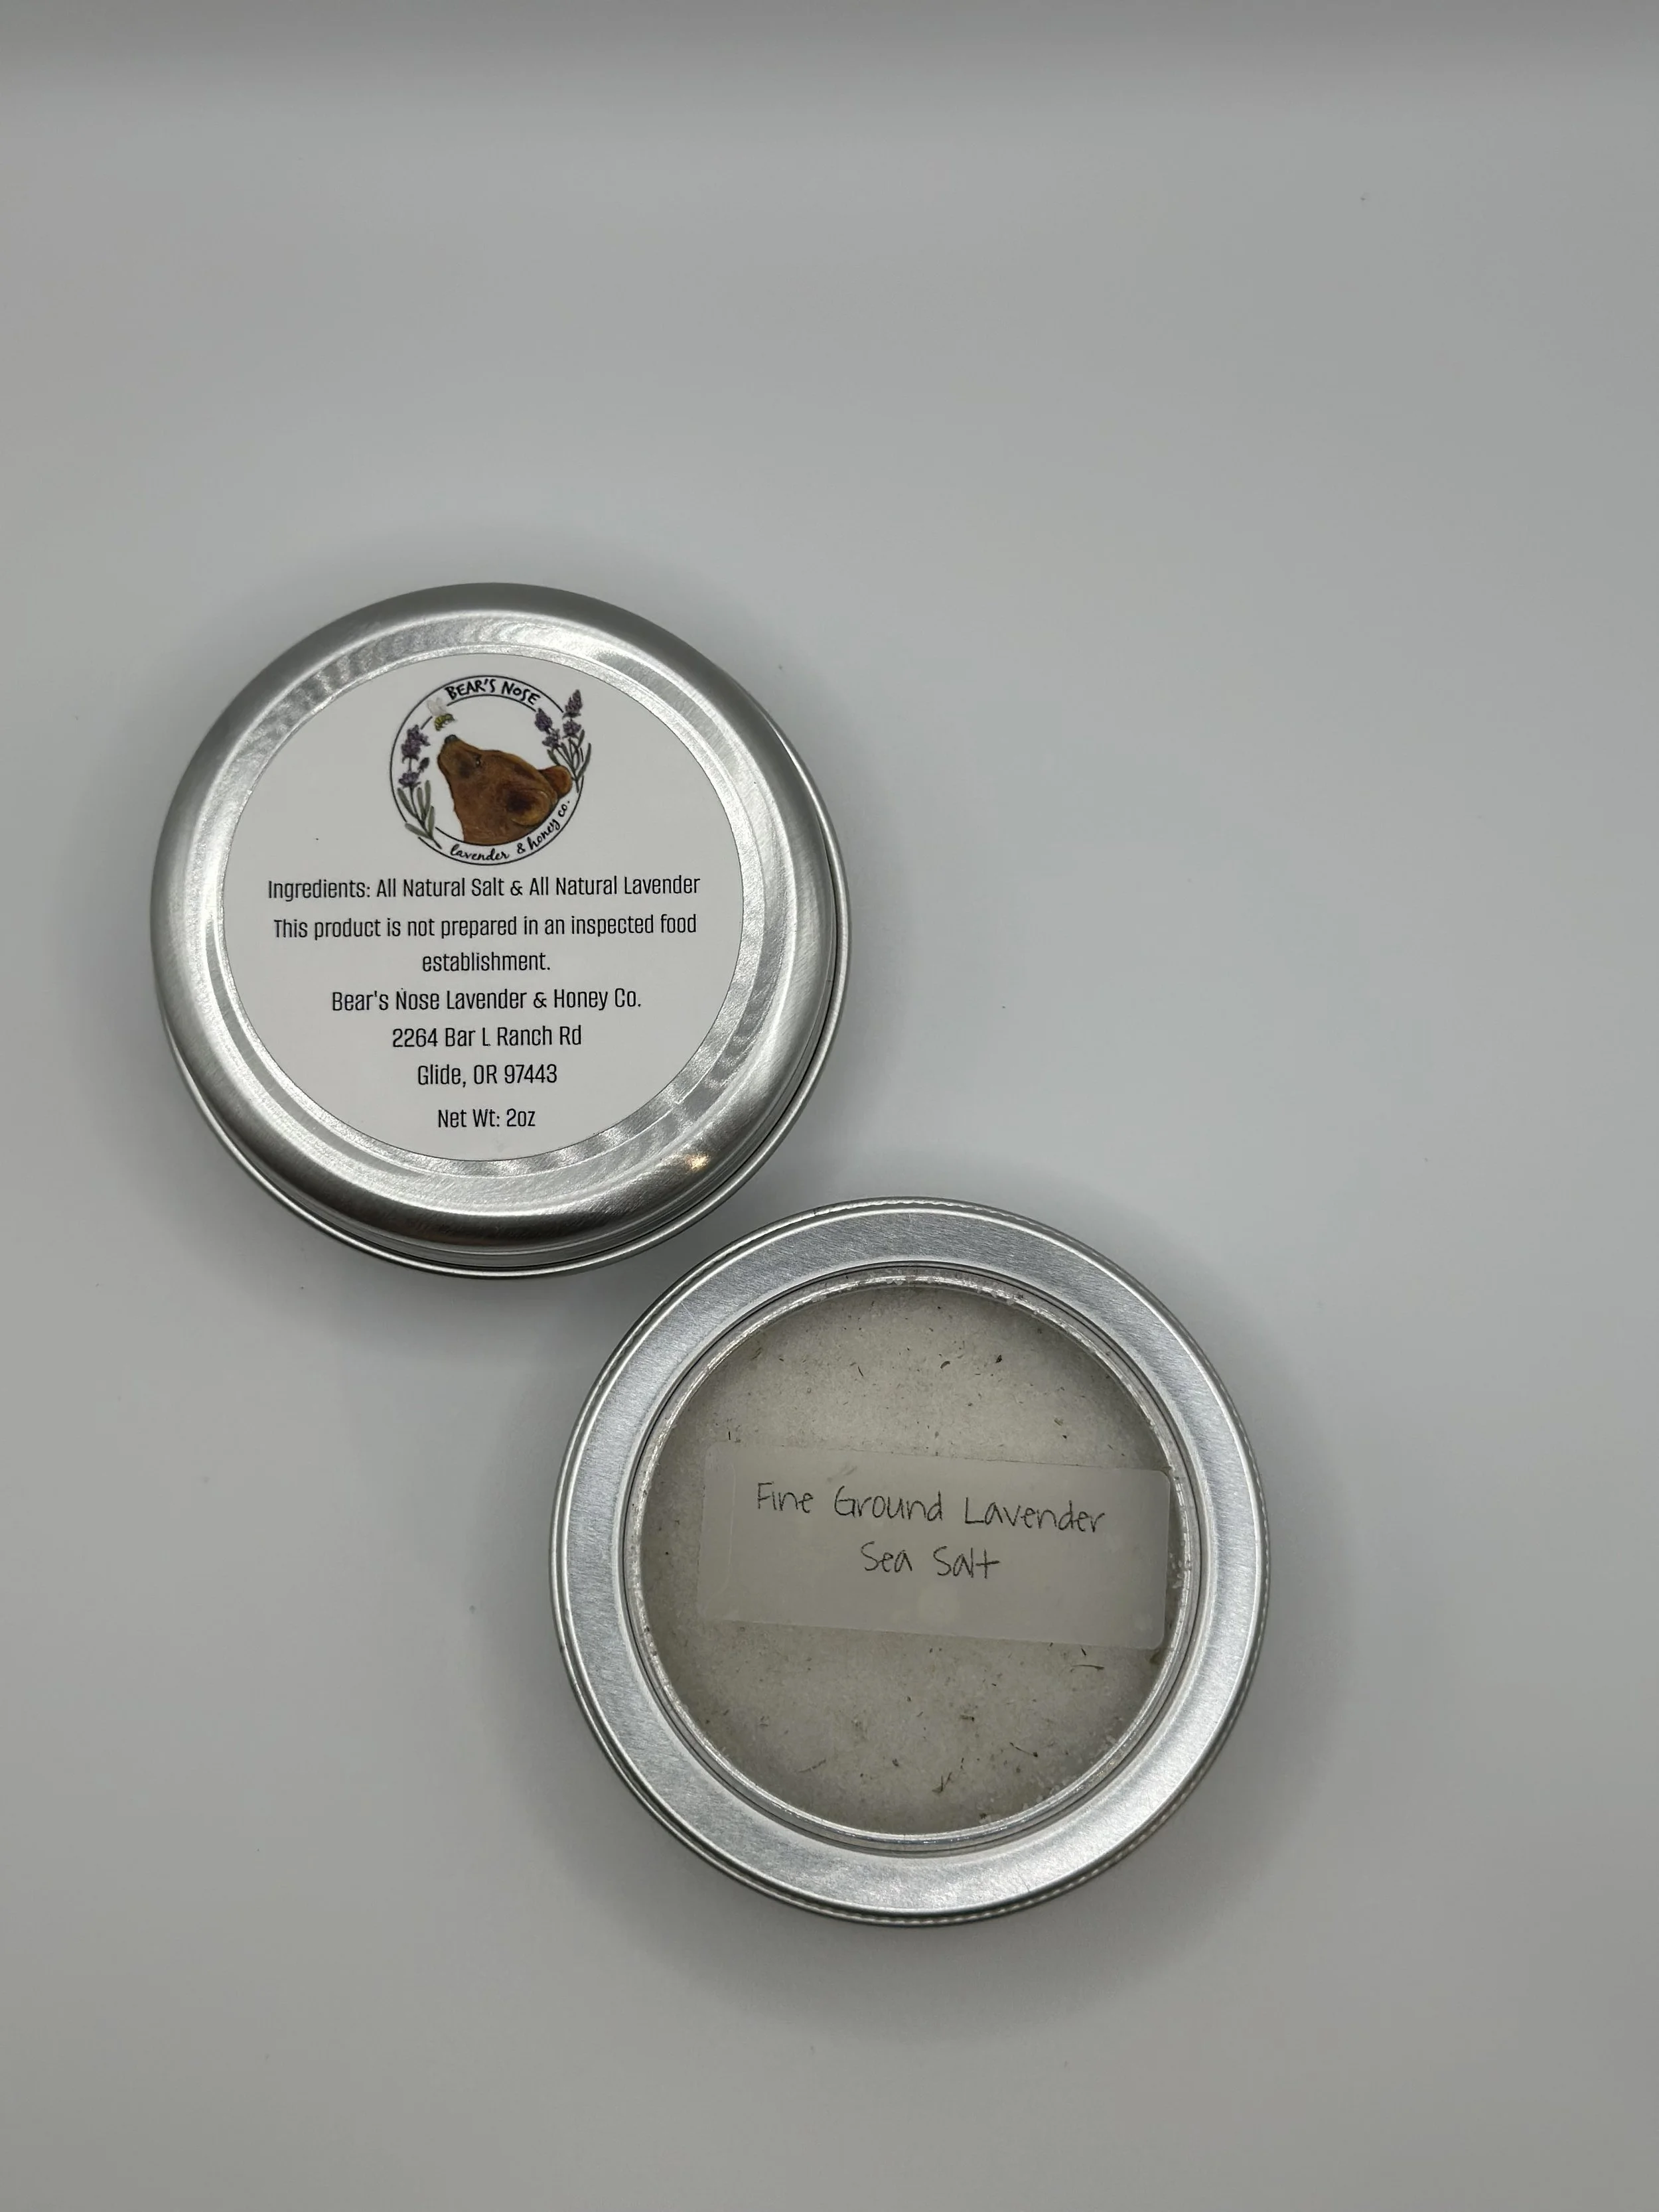 BEAR'S NOSE
lavender & honey co.
Ingredients: All Natural Salt & All Natural Lavender
This product is not prepared in an inspected food
establishment.
Bear's Nose Lavender & Honey Co.
2264 Bar L Ranch Rd
Glide, OR 97443
Net Wt: 2oz
Fine Ground Lavender
Sea Salt